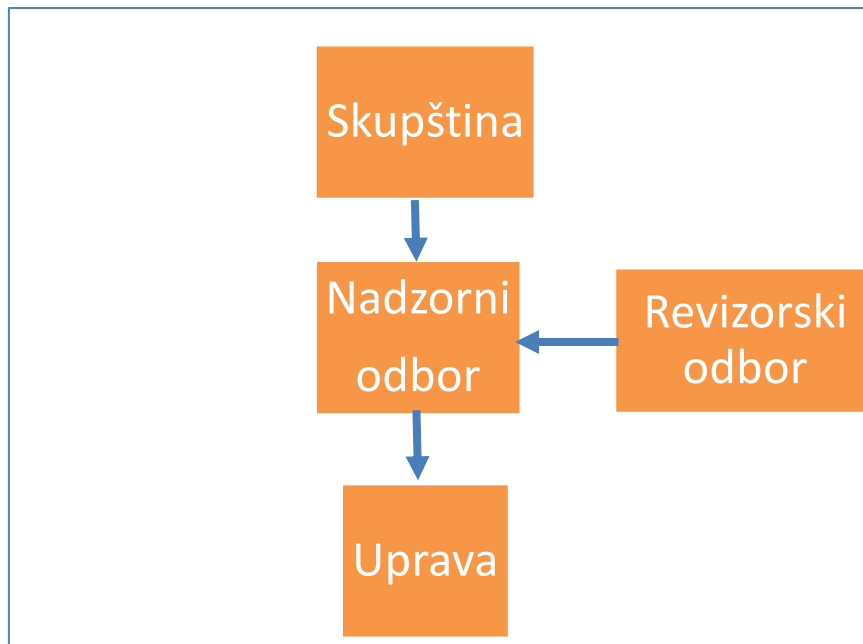 Skupština
Nadzorni
odbor
Revizorski
odbor
Uprava